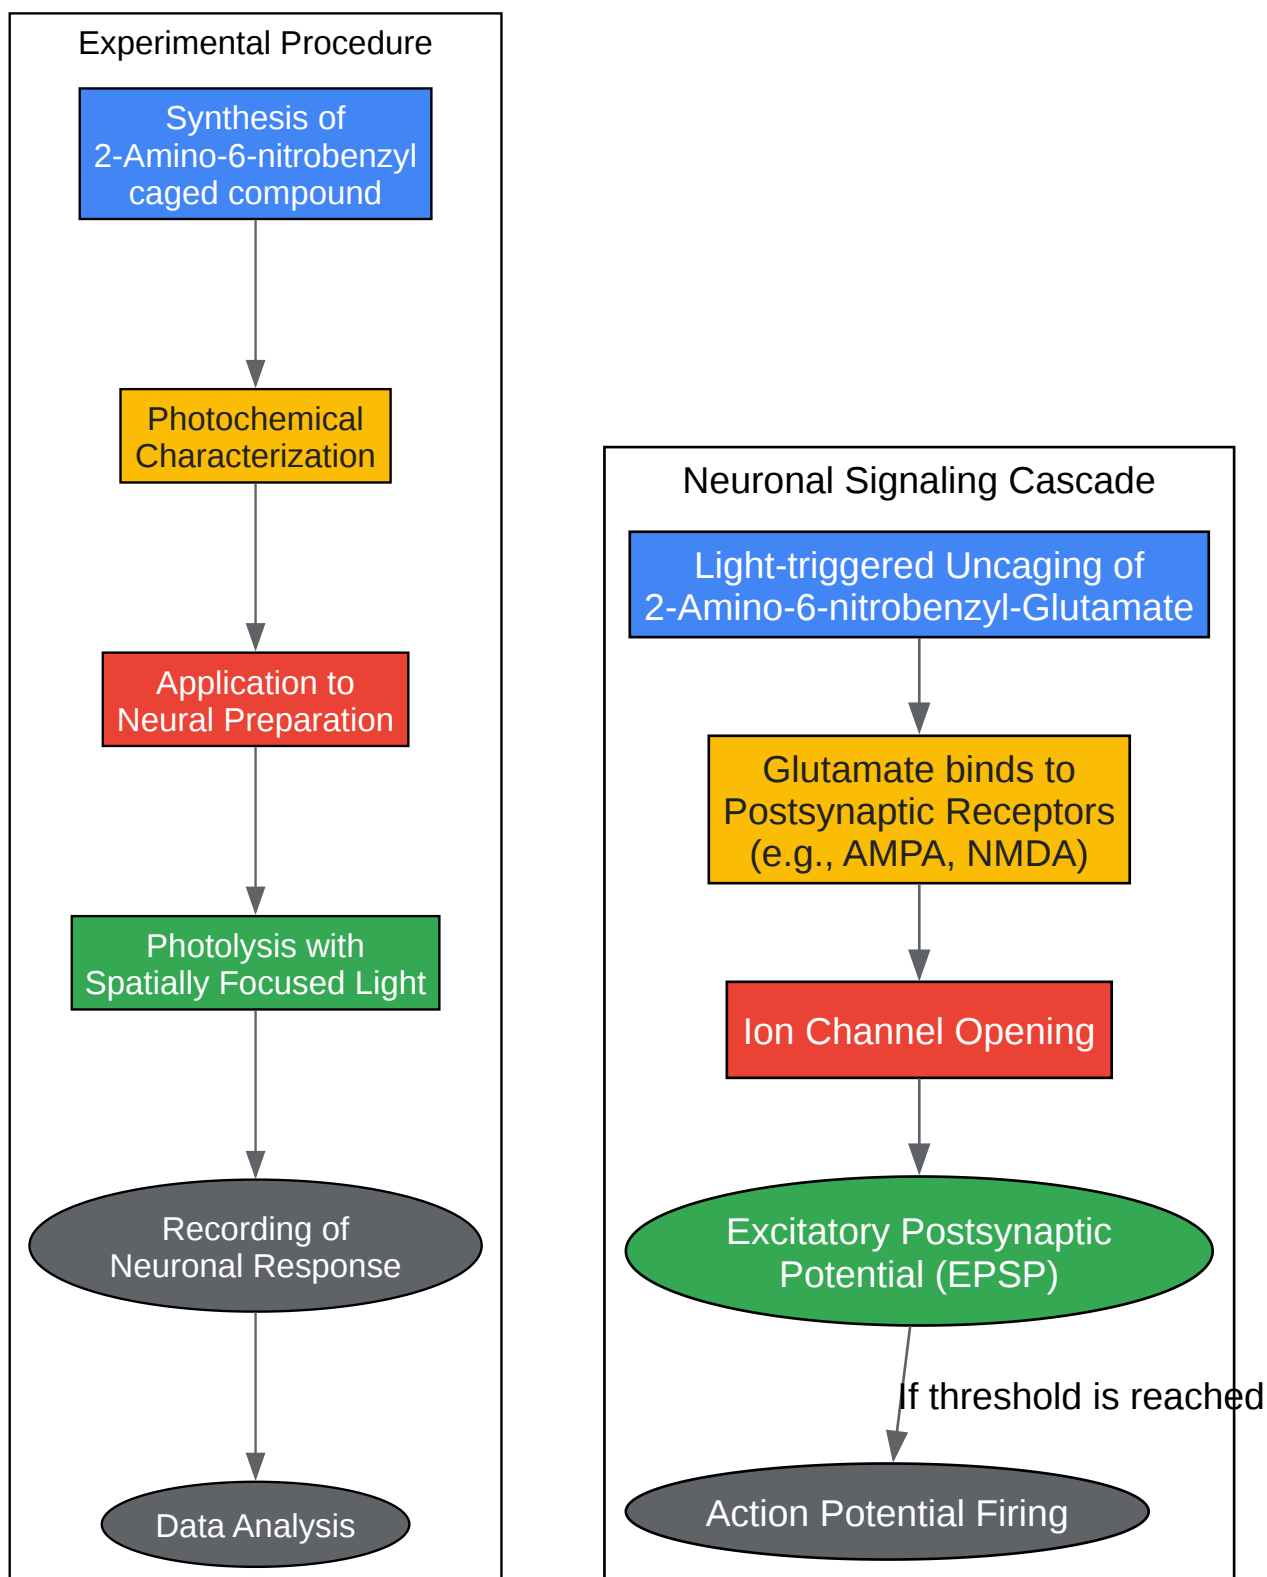 Experimental Procedure
Synthesis of
2-Amino-6-nitrobenzyl
caged compound
Photochemical
Characterization
Application to
Neural Preparation
Photolysis with
Spatially Focused Light
Recording of
Neuronal Response
Data Analysis
Neuronal Signaling Cascade
Light-triggered Uncaging of
2-Amino-6-nitrobenzyl-Glutamate
Glutamate binds to
Postsynaptic Receptors
(e.g., AMPA, NMDA)
Ion Channel Opening
Excitatory Postsynaptic
Potential (EPSP)
If threshold is reached
Action Potential Firing